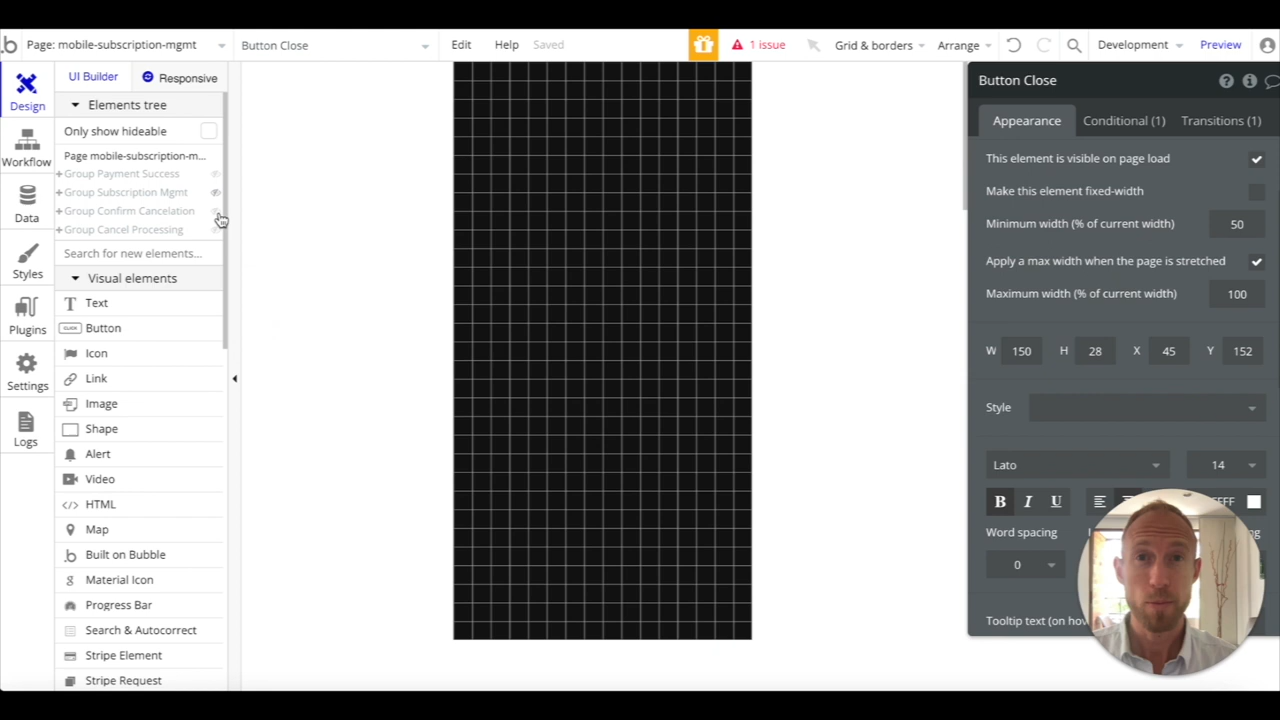 b Page: mobile-subscription-mgmt Button Close Edit Help Saved 1 issue Grid & borders Arrange Development Preview
UI Builder Responsive
Design
Elements tree
Only show hideable
Page mobile-subscription-m...
+ Group Payment Success
+ Group Subscription Mgmt
+ Group Confirm Cancelation
+ Group Cancel Processing
Search for new elements...
Visual elements
Text
Button
Icon
Link
Image
Shape
Alert
Video
HTML
Map
Built on Bubble
Material Icon
Progress Bar
Search & Autocorrect
Stripe Element
Stripe Request
Workflow
Data
Styles
Plugins
Settings
Logs
Button Close
Appearance Conditional (1) Transitions (1)
This element is visible on page load
Make this element fixed-width
Minimum width (% of current width) 50
Apply a max width when the page is stretched
Maximum width (% of current width) 100
W 150 H 28 X 45 Y 152
Style
Lato 14
B I U
Word spacing
0
Tooltip text (on